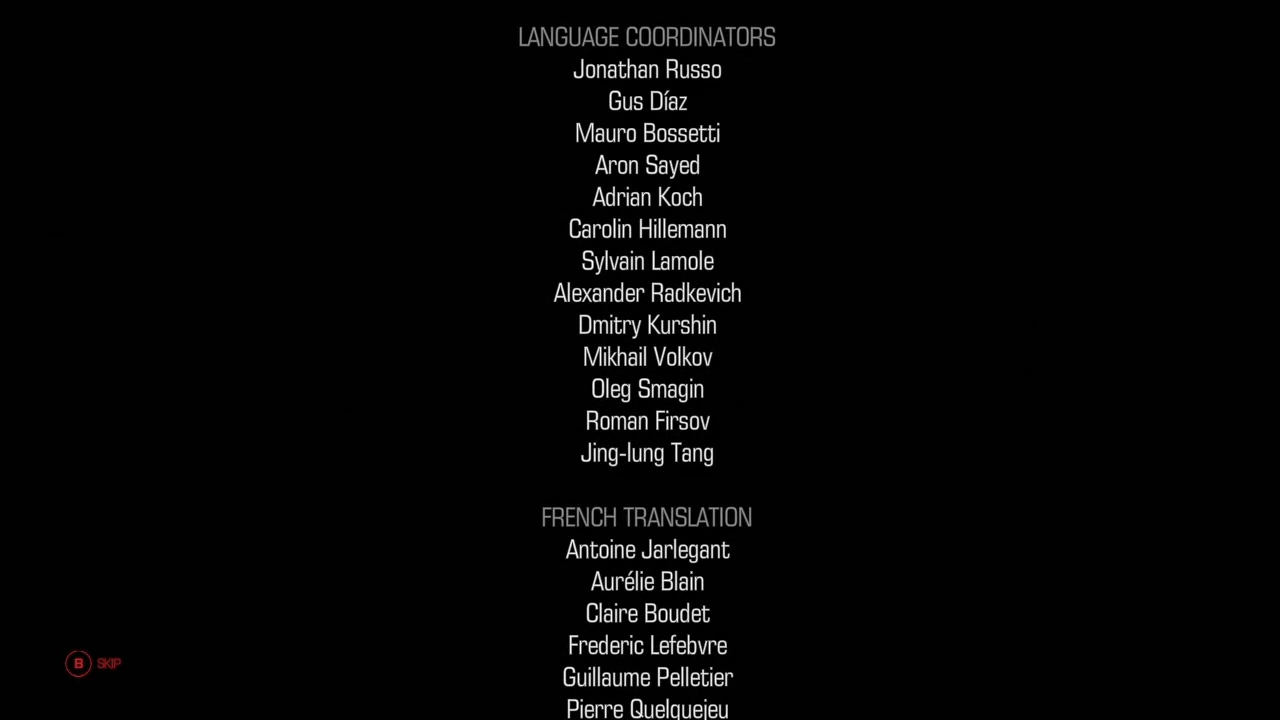 LANGUAGE COORDINATORS
Jonathan Russo
Gus Díaz
Mauro Bossetti
Aron Sayed
Adrian Koch
Carolin Hillemann
Sylvain Lamole
Alexander Radkevich
Dmitry Kurshin
Mikhail Volkov
Oleg Smagin
Roman Firsov
Jing-lung Tang
FRENCH TRANSLATION
Antoine Jarlegant
Aurélie Blain
Claire Boudet
Frederic Lefebvre
B SKIP
Guillaume Pelletier
Pierre Quelquejeu